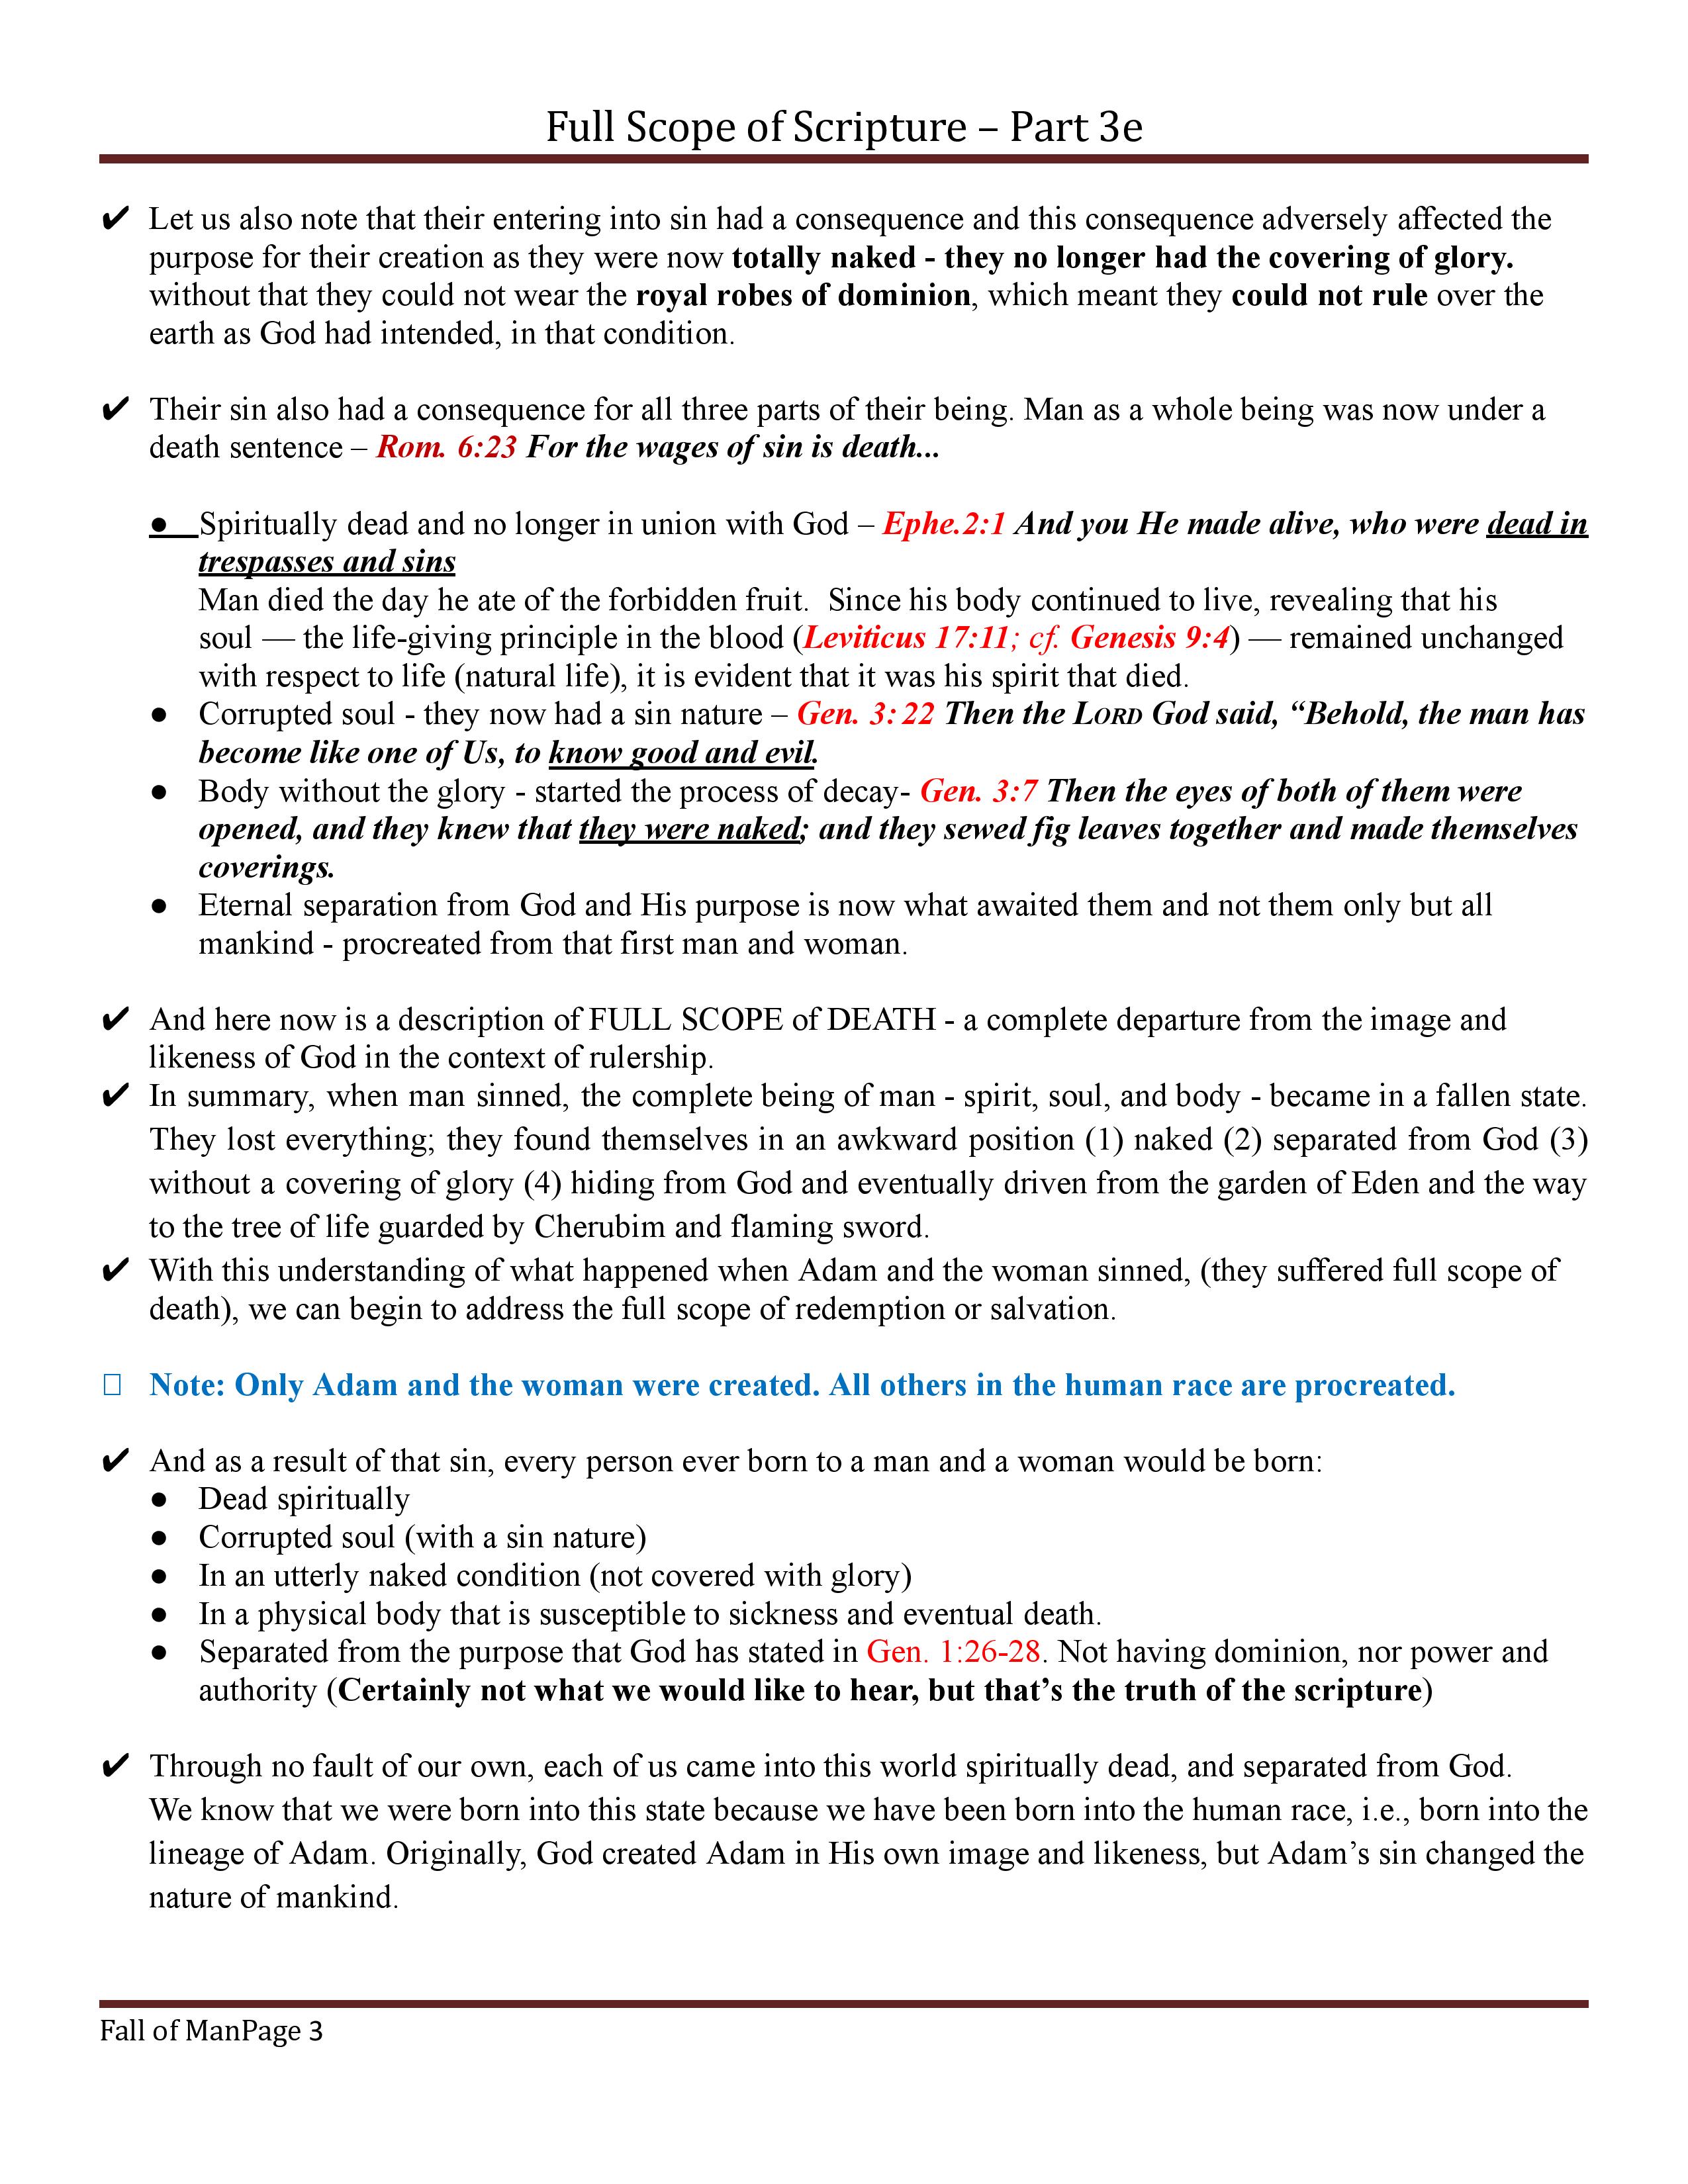 Full Scope of Scripture – Part 3e
✔ Let us also note that their entering into sin had a consequence and this consequence adversely affected the
purpose for their creation as they were now totally naked - they no longer had the covering of glory.
without that they could not wear the royal robes of dominion, which meant they could not rule over the
earth as God had intended, in that condition.
✔ Their sin also had a consequence for all three parts of their being. Man as a whole being was now under a
death sentence – Rom. 6:23 For the wages of sin is death...
● Spiritually dead and no longer in union with God – Ephe.2:1 And you He made alive, who were dead in
trespasses and sins
Man died the day he ate of the forbidden fruit.  Since his body continued to live, revealing that his
soul — the life-giving principle in the blood (Leviticus 17:11; cf. Genesis 9:4) — remained unchanged
with respect to life (natural life), it is evident that it was his spirit that died.
● Corrupted soul - they now had a sin nature – Gen. 3:22 Then the LORD God said, “Behold, the man has
become like one of Us, to know good and evil.
● Body without the glory - started the process of decay- Gen. 3:7 Then the eyes of both of them were
opened, and they knew that they were naked; and they sewed fig leaves together and made themselves
coverings.
● Eternal separation from God and His purpose is now what awaited them and not them only but all
mankind - procreated from that first man and woman.
✔ And here now is a description of FULL SCOPE of DEATH - a complete departure from the image and
likeness of God in the context of rulership.
✔ In summary, when man sinned, the complete being of man - spirit, soul, and body - became in a fallen state.
They lost everything; they found themselves in an awkward position (1) naked (2) separated from God (3)
without a covering of glory (4) hiding from God and eventually driven from the garden of Eden and the way
to the tree of life guarded by Cherubim and flaming sword.
✔ With this understanding of what happened when Adam and the woman sinned, (they suffered full scope of
death), we can begin to address the full scope of redemption or salvation.
Note: Only Adam and the woman were created. All others in the human race are procreated.
✔ And as a result of that sin, every person ever born to a man and a woman would be born:
● Dead spiritually
● Corrupted soul (with a sin nature)
● In an utterly naked condition (not covered with glory)
● In a physical body that is susceptible to sickness and eventual death.
● Separated from the purpose that God has stated in Gen. 1:26-28. Not having dominion, nor power and
authority (Certainly not what we would like to hear, but that’s the truth of the scripture)
✔ Through no fault of our own, each of us came into this world spiritually dead, and separated from God.
We know that we were born into this state because we have been born into the human race, i.e., born into the
lineage of Adam. Originally, God created Adam in His own image and likeness, but Adam’s sin changed the
nature of mankind.
Fall of ManPage 3